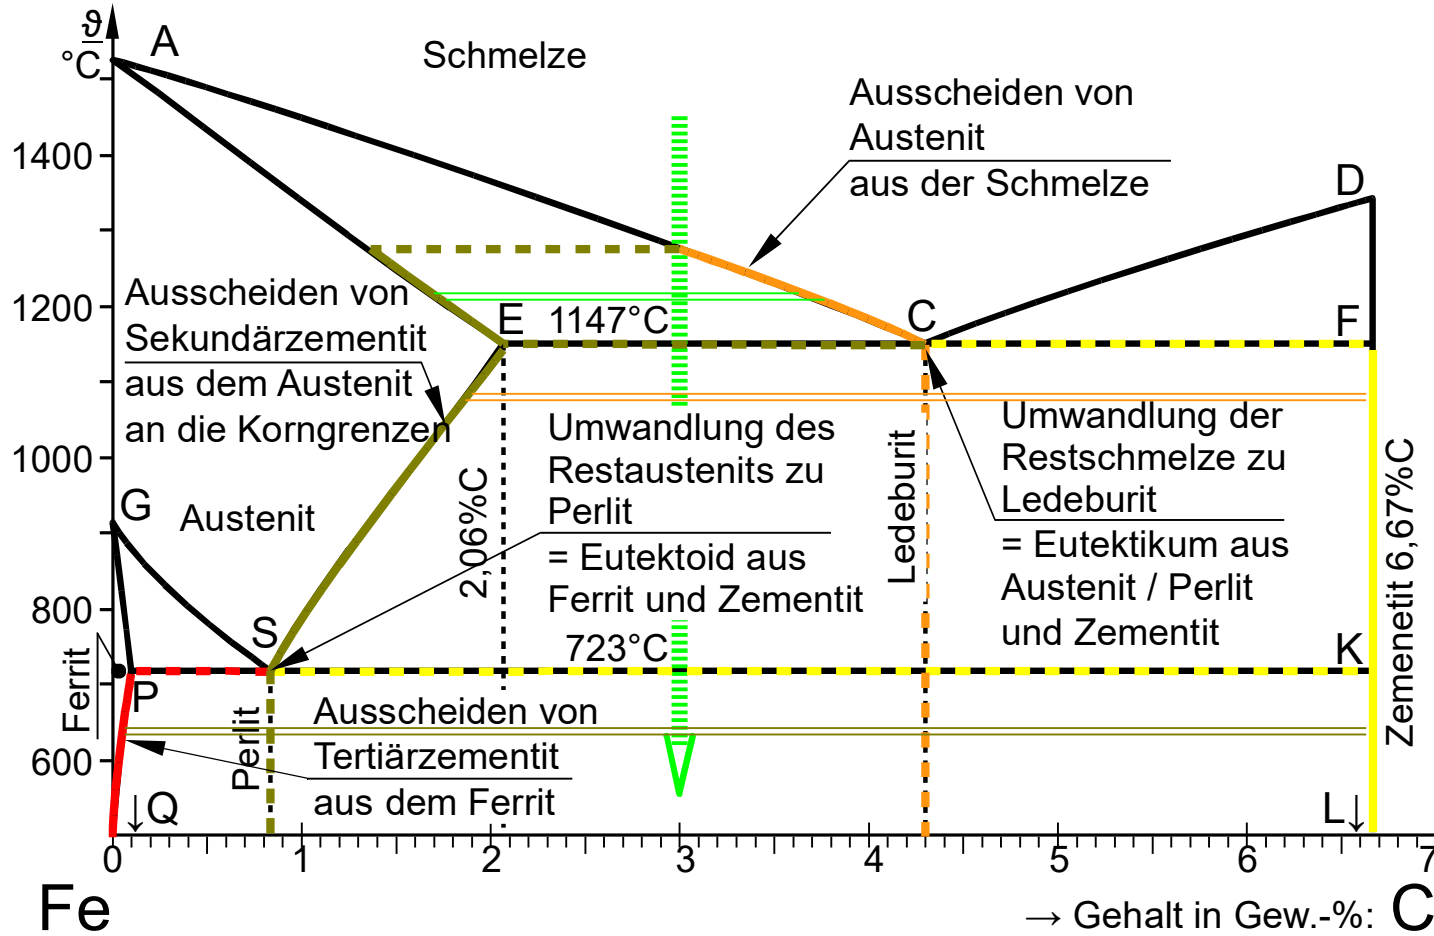 ϑ
°C
A
Schmelze
Ausscheiden von
Austenit
aus der Schmelze
1400
D
Ausscheiden von
Sekundärzementit
aus dem Austenit
an die Korngrenzen
1200
E
1147°C
C
F
Umwandlung des
Restaustenits zu
Perlit
= Eutektoid aus
Ferrit und Zementit
Umwandlung der
Restschmelze zu
Ledeburit
= Eutektikum aus
Austenit / Perlit
und Zementit
1000
2,06%C
Ledeburit
Zemenetit 6,67%C
G
Austenit
800
S
723°C
K
Ferrit
P
Perlit
Ausscheiden von
Tertiärzementit
aus dem Ferrit
600
↓Q
L↓
0
1
2
3
4
5
6
7
Fe
→ Gehalt in Gew.-%: C